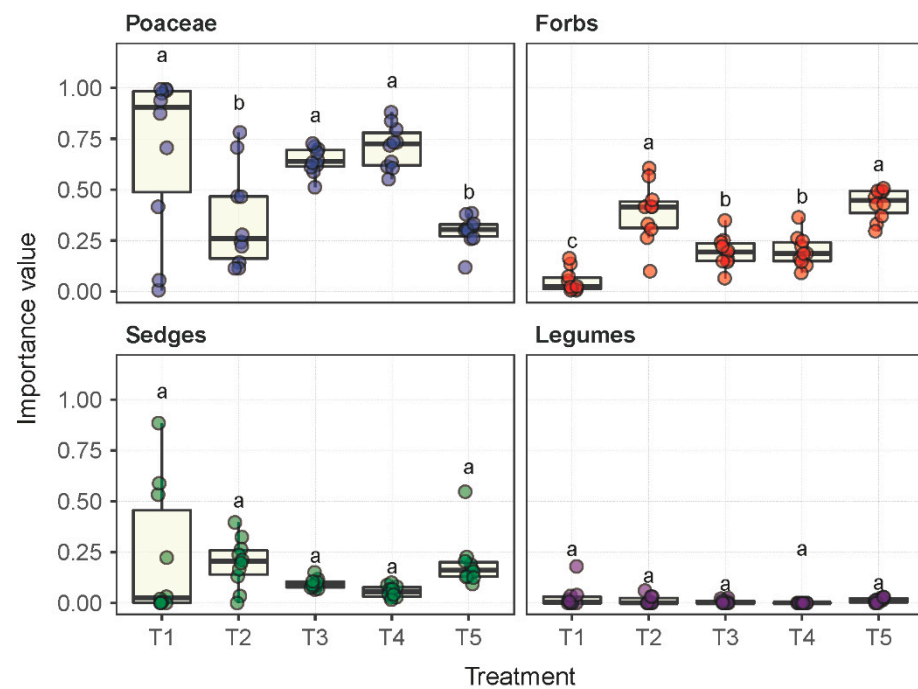 Poaceae
Forbs
a
b
a
a
b
c
a
b
b
a
1.00
0.75
0.50
0.25
0.00
Sedges
Legumes
a
a
a
a
a
a
a
a
a
a
1.00
0.75
0.50
0.25
0.00
T1 T2 T3 T4 T5
T1 T2 T3 T4 T5
Importance value
Treatment